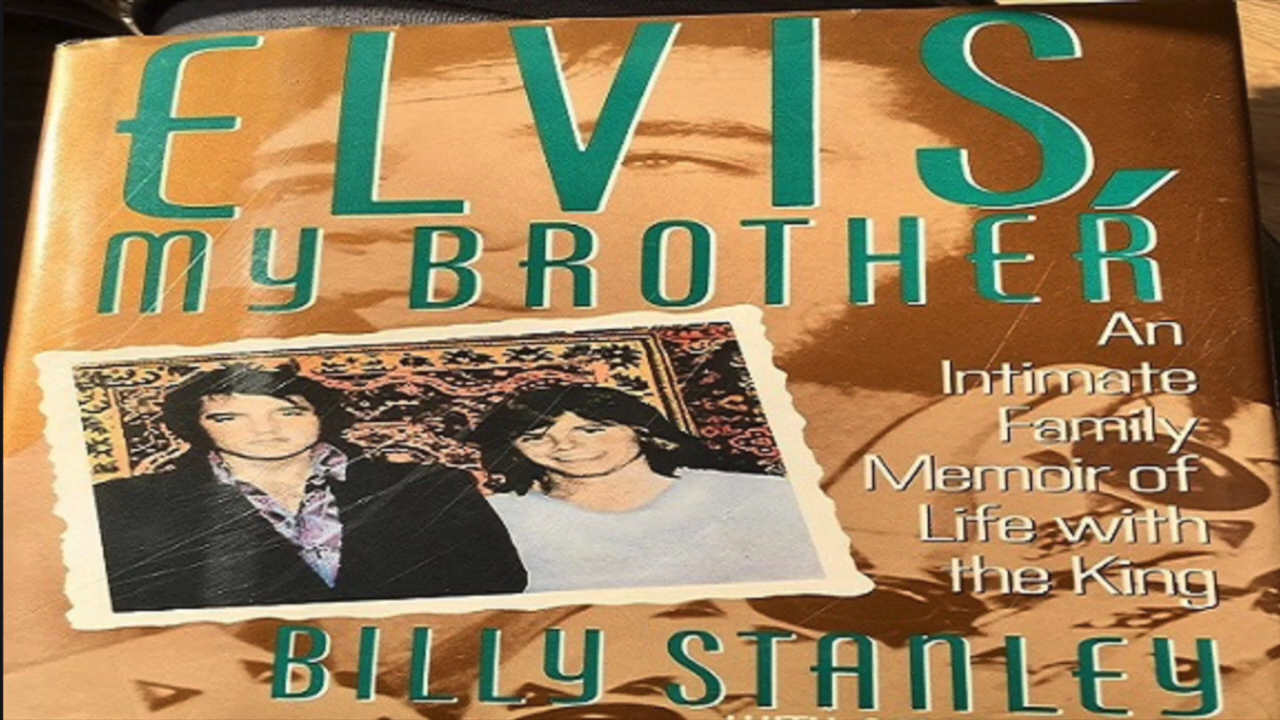 ELVIS,
MY BROTHER
An
Intimate
Family
Memoir of
Life with
the King
BILLY STANLEY